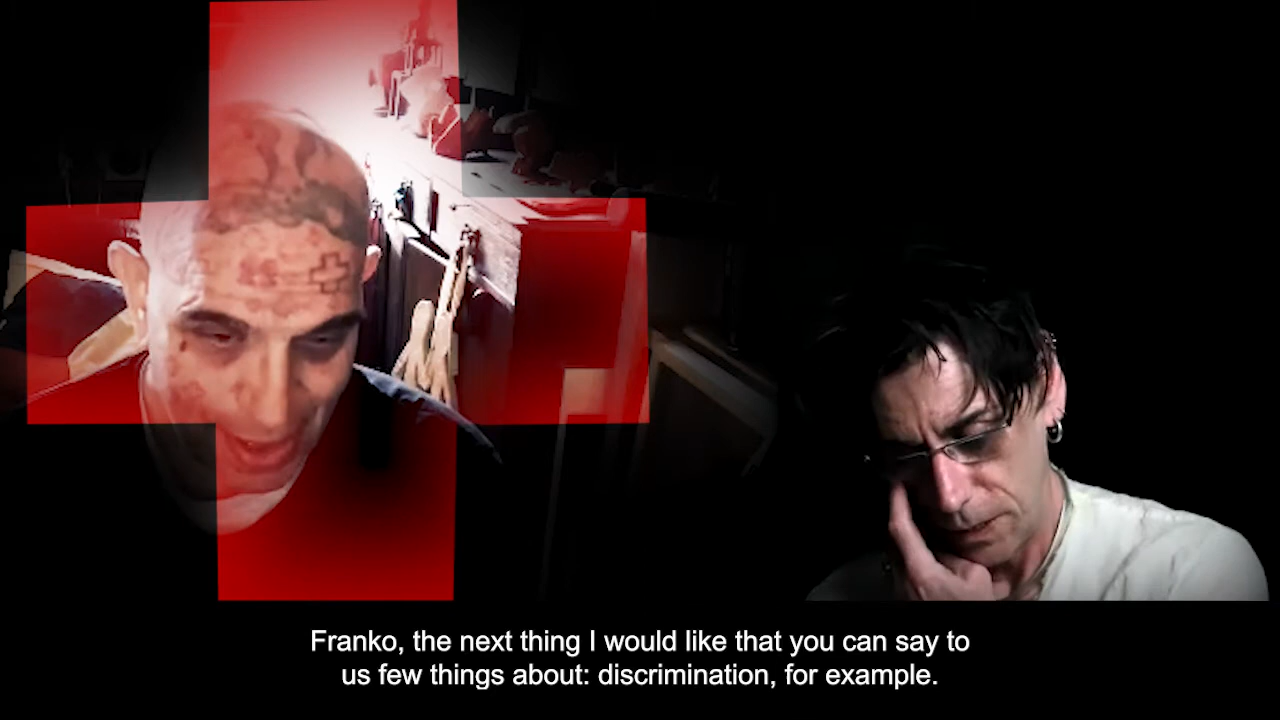 Franko, the next thing I would like that you can say to
us few things about: discrimination, for example.